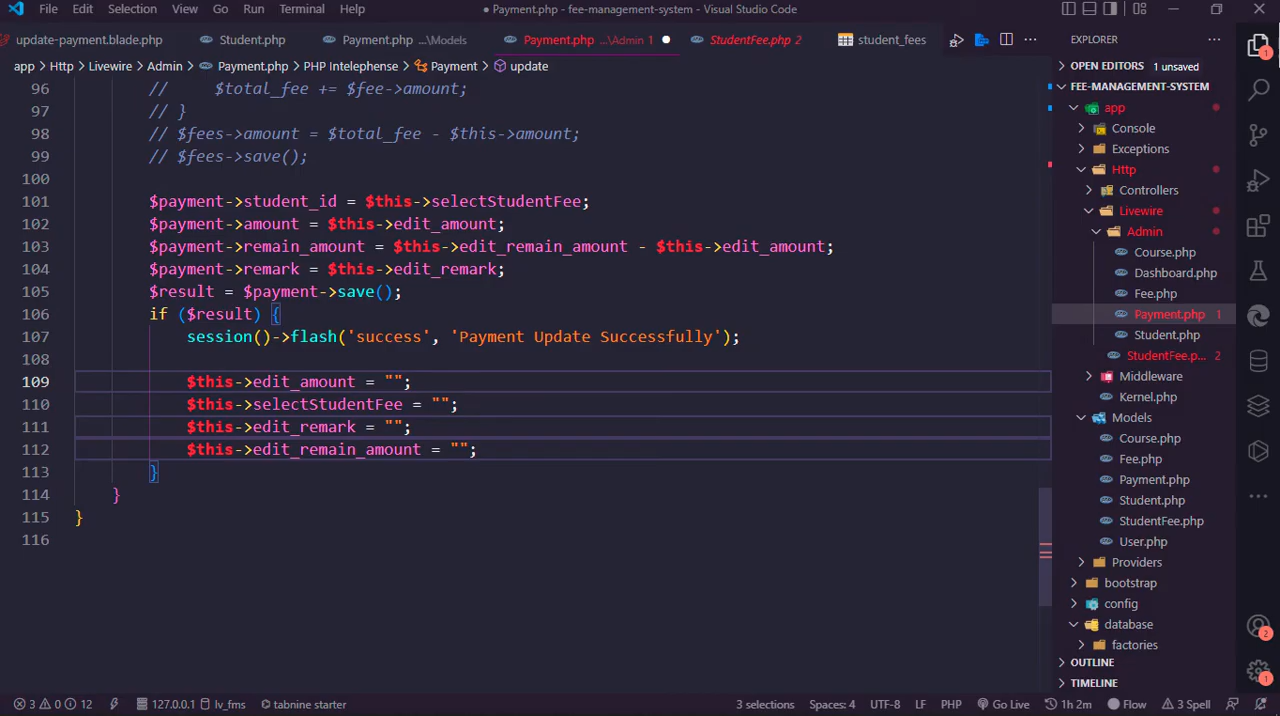 File Edit Selection View Go Run Terminal Help
● Payment.php - fee-management-system - Visual Studio Code
update-payment.blade.php Student.php Payment.php ...\Models Payment.php ...\Admin 1 ● StudentFee.php 2 student_fees
app > Http > Livewire > Admin > Payment.php > PHP Intelephense > Payment > update
96 //     $total_fee += $fee->amount;
97 // }
98 // $fees->amount = $total_fee - $this->amount;
99 // $fees->save();
100
101 $payment->student_id = $this->selectStudentFee;
102 $payment->amount = $this->edit_amount;
103 $payment->remain_amount = $this->edit_remain_amount - $this->edit_amount;
104 $payment->remark = $this->edit_remark;
105 $result = $payment->save();
106 if ($result) {
107 session()->flash('success', 'Payment Update Successfully');
108
109 $this->edit_amount = "";
110 $this->selectStudentFee = "";
111 $this->edit_remark = "";
112 $this->edit_remain_amount = "";
113 }
114 }
115 }
116
EXPLORER
OPEN EDITORS 1 unsaved
FEE-MANAGEMENT-SYSTEM
app
Console
Exceptions
Http
Controllers
Livewire
Admin
Course.php
Dashboard.php
Fee.php
Payment.php 1
Student.php
StudentFee.p... 2
Middleware
Kernel.php
Models
Course.php
Fee.php
Payment.php
Student.php
StudentFee.php
User.php
Providers
bootstrap
config
database
factories
OUTLINE
TIMELINE
1
2
1
3 0 12 127.0.0.1 lv_fms tabnine starter 3 selections Spaces: 4 UTF-8 LF PHP Go Live 1h 2m Flow 3 Spell